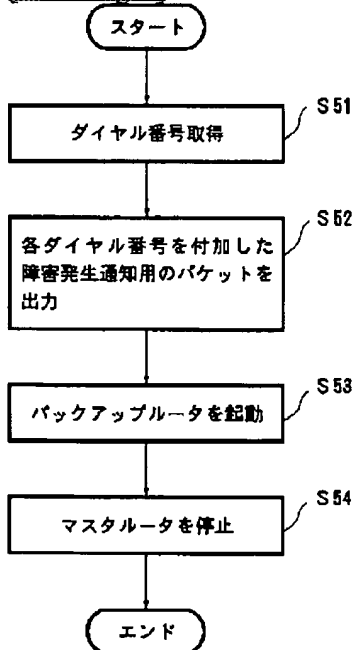 スタート
S51
ダイヤル番号取得
S52
各ダイヤル番号を付加した
障害発生通知用のパケットを
出力
S53
バックアップルータを起動
S54
マスタルータを停止
エンド